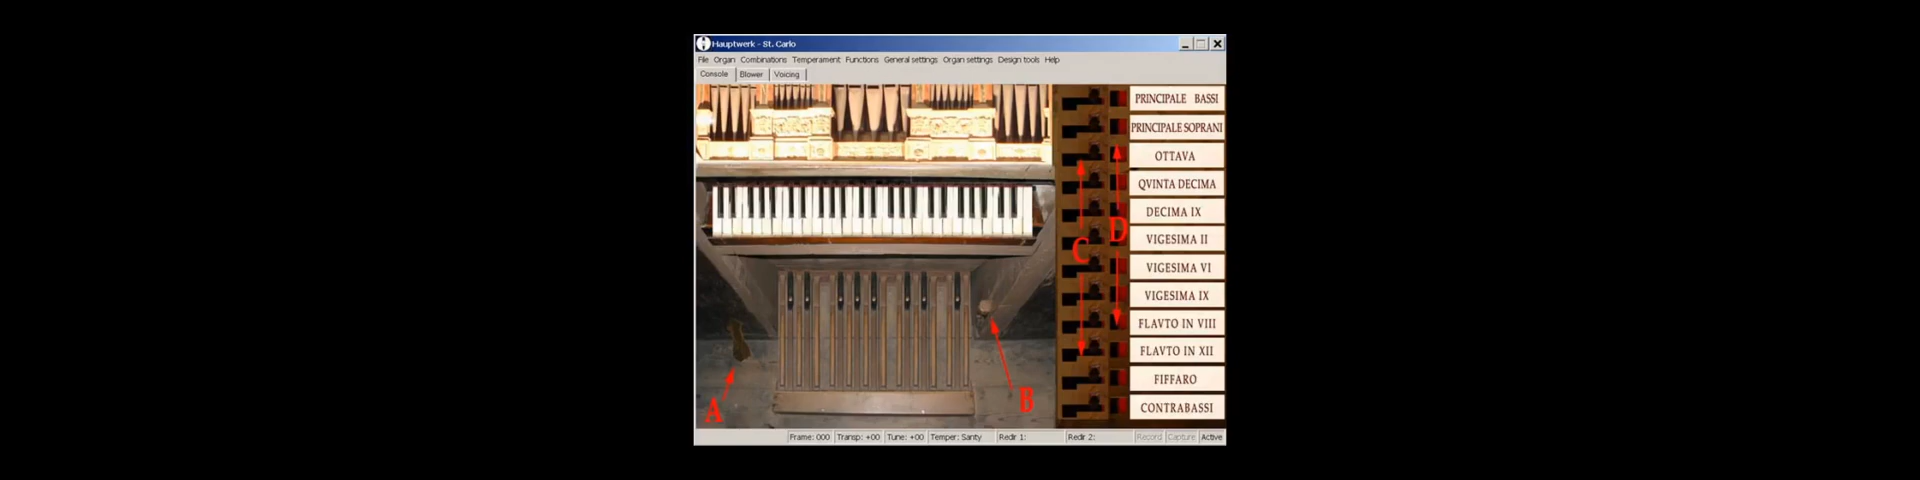 Hauptwerk - St. Carlo
File Organ Combinations Temperament Functions General settings Organ settings Design tools Help
Console Blower Voicing
PRINCIPALE BASSI
PRINCIPALE SOPRANI
OTTAVA
QVINTA DECIMA
DECIMA IX
VIGESIMA II
VIGESIMA VI
VIGESIMA IX
FLAVTO IN VIII
FLAVTO IN XII
FIFFARO
CONTRABASSI
C
D
A
B
Frame: 000 Transp: +00 Tune: +00 Temper: Santy Redir 1: Redir 2: Record Capture Active